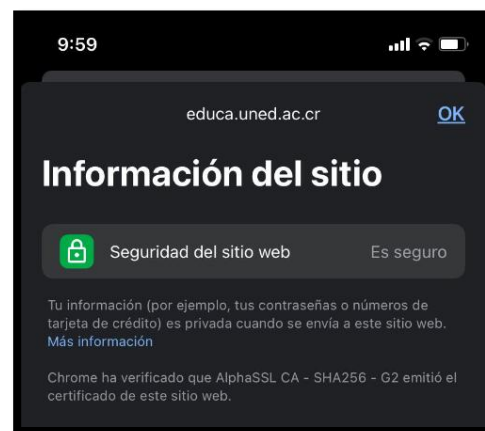 9:59
educa.uned.ac.cr OK
Información del sitio
Seguridad del sitio web Es seguro
Tu información (por ejemplo, tus contraseñas o números de
tarjeta de crédito) es privada cuando se envía a este sitio web.
Más información
Chrome ha verificado que AlphaSSL CA - SHA256 - G2 emitió el
certificado de este sitio web.